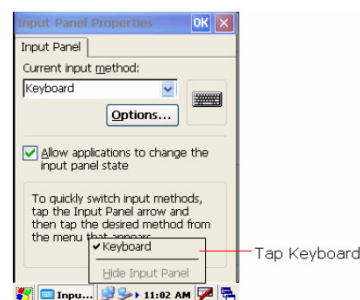 Input Panel Properties OK
Input Panel
Current input method:
Keyboard
Options...
Allow applications to change the
input panel state
To quickly switch input methods,
tap the Input Panel arrow and
then tap the desired method from
the menu that appears.
Keyboard
Hide Input Panel
Tap Keyboard
Inpu... 11:02 AM